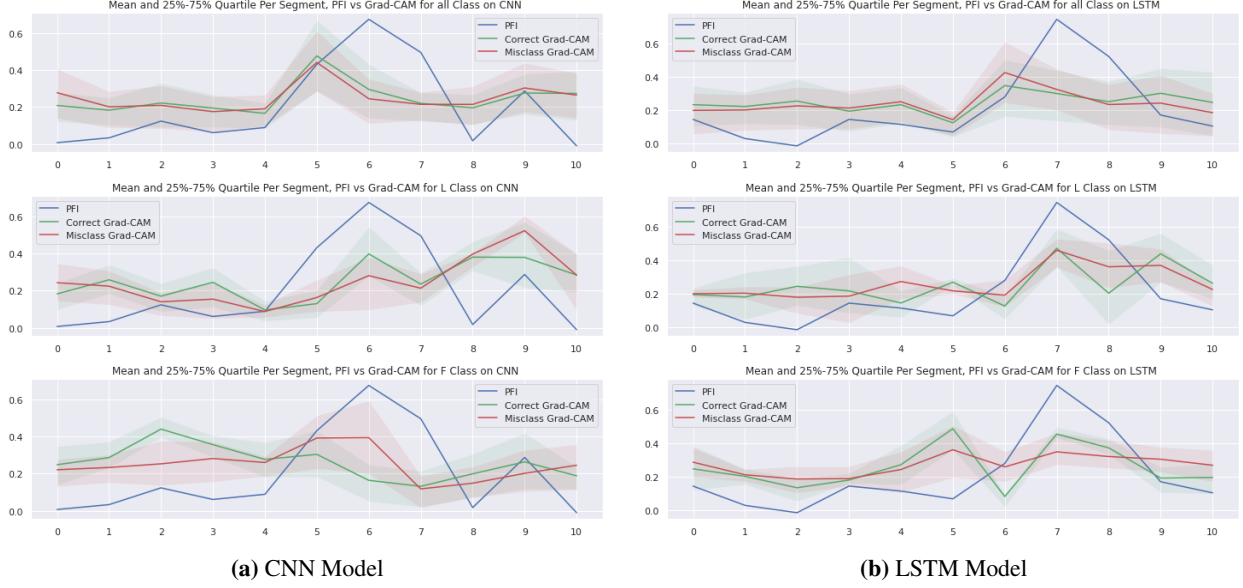 Mean and 25%-75% Quartile Per Segment, PFI vs Grad-CAM for all Class on CNN
PFI
Correct Grad-CAM
Misclass Grad-CAM
0.6
0.4
0.2
0.0
0 1 2 3 4 5 6 7 8 9 10
Mean and 25%-75% Quartile Per Segment, PFI vs Grad-CAM for L Class on CNN
PFI
Correct Grad-CAM
Misclass Grad-CAM
0.6
0.4
0.2
0.0
0 1 2 3 4 5 6 7 8 9 10
Mean and 25%-75% Quartile Per Segment, PFI vs Grad-CAM for F Class on CNN
PFI
Correct Grad-CAM
Misclass Grad-CAM
0.6
0.4
0.2
0.0
0 1 2 3 4 5 6 7 8 9 10
(a) CNN Model
Mean and 25%-75% Quartile Per Segment, PFI vs Grad-CAM for all Class on LSTM
PFI
Correct Grad-CAM
Misclass Grad-CAM
0.6
0.4
0.2
0.0
0 1 2 3 4 5 6 7 8 9 10
Mean and 25%-75% Quartile Per Segment, PFI vs Grad-CAM for L Class on LSTM
PFI
Correct Grad-CAM
Misclass Grad-CAM
0.6
0.4
0.2
0.0
0 1 2 3 4 5 6 7 8 9 10
Mean and 25%-75% Quartile Per Segment, PFI vs Grad-CAM for F Class on LSTM
PFI
Correct Grad-CAM
Misclass Grad-CAM
0.6
0.4
0.2
0.0
0 1 2 3 4 5 6 7 8 9 10
(b) LSTM Model